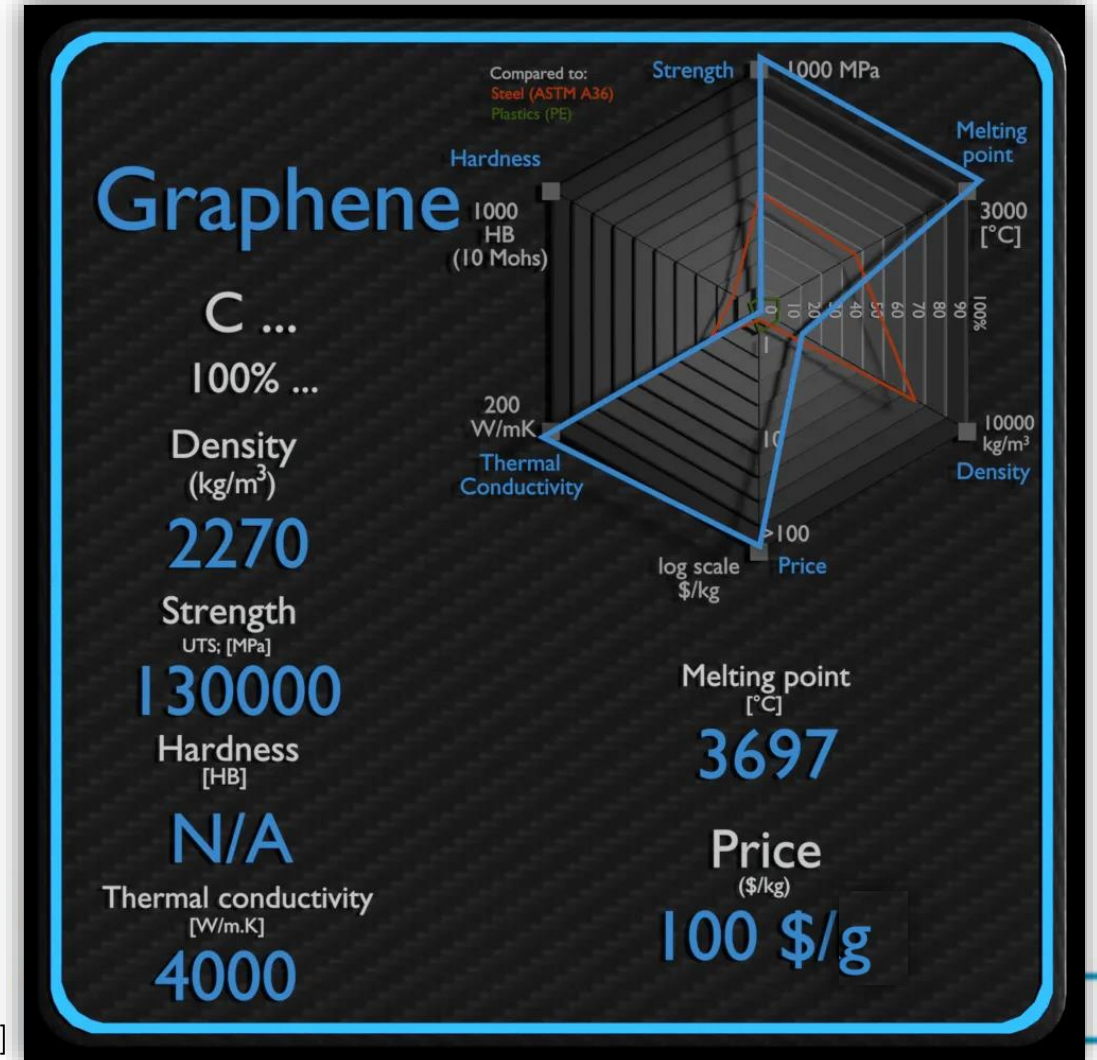 Compared to:
Steel (ASTM A36)
Plastics (PE)
Strength
1000 MPa
Melting
point
3000
[°C]
Hardness
1000
HB
(10 Mohs)
0 10 20 30 40 50 60 70 80 90 100%
1
10
>100
10000
kg/m³
Density
200
W/mK
Thermal
Conductivity
log scale
$/kg
Price
Graphene
C ...
100% ...
Density
(kg/m³)
2270
Strength
UTS; [MPa]
130000
Hardness
[HB]
N/A
Thermal conductivity
[W/m.K]
4000
Melting point
[°C]
3697
Price
($/kg)
100 $/g
]